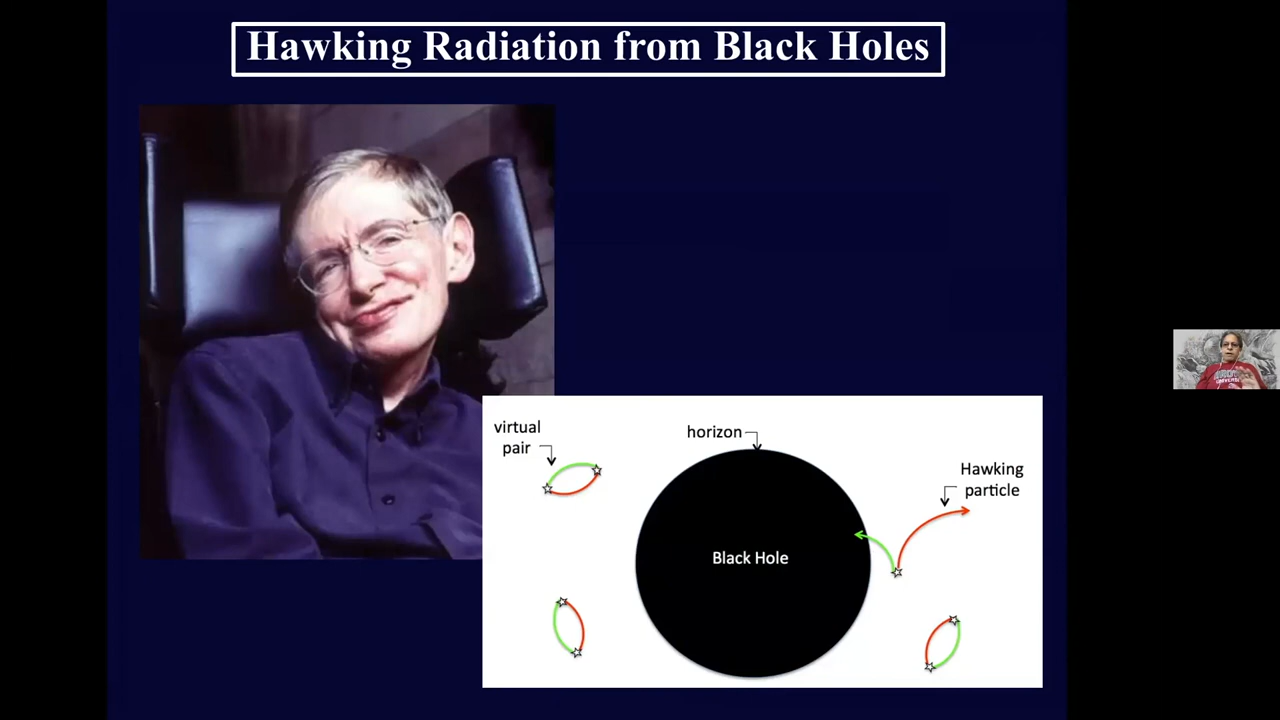 Hawking Radiation from Black Holes
virtual
pair
horizon
Hawking
particle
Black Hole